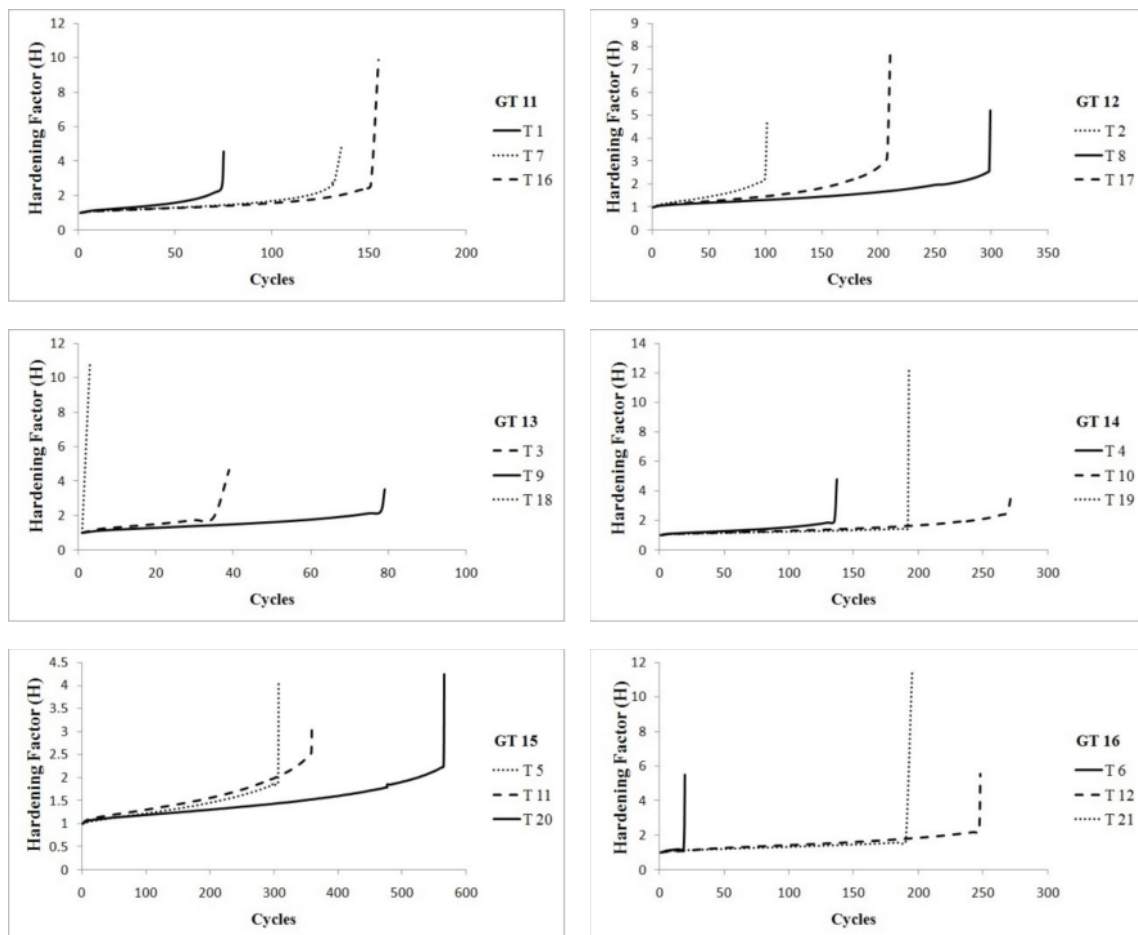 12
10
8
6
4
2
0
Hardening Factor (H)
0 50 100 150 200
Cycles
GT 11
T 1
T 7
T 16
9
8
7
6
5
4
3
2
1
0
Hardening Factor (H)
0 50 100 150 200 250 300 350
Cycles
GT 12
T 2
T 8
T 17
12
10
8
6
4
2
0
Hardening Factor (H)
0 20 40 60 80 100
Cycles
GT 13
T 3
T 9
T 18
14
12
10
8
6
4
2
0
Hardening Factor (H)
0 50 100 150 200 250 300
Cycles
GT 14
T 4
T 10
T 19
4.5
4
3.5
3
2.5
2
1.5
1
0.5
0
Hardening Factor (H)
0 100 200 300 400 500 600
Cycles
GT 15
T 5
T 11
T 20
12
10
8
6
4
2
0
Hardening Factor (H)
0 50 100 150 200 250 300
Cycles
GT 16
T 6
T 12
T 21